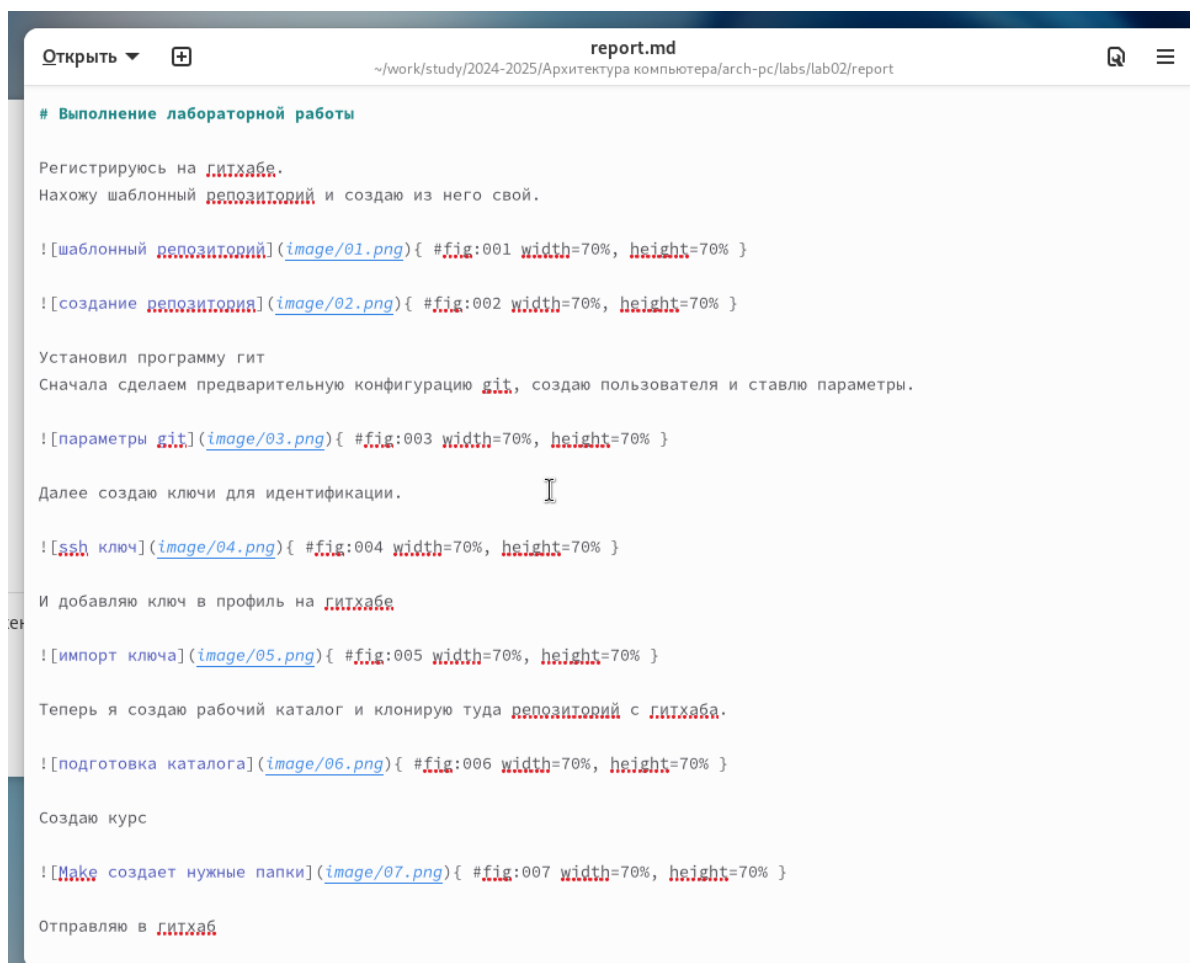 Открыть
report.md
~/work/study/2024-2025/Архитектура компьютера/arch-pc/labs/lab02/report
# Выполнение лабораторной работы
Регистрируюсь на гитхабе.
Нахожу шаблонный репозиторий и создаю из него свой.
![шаблонный репозиторий](image/01.png){ #fig:001 width=70%, height=70% }
![создание репозитория](image/02.png){ #fig:002 width=70%, height=70% }
Установил программу гит
Сначала сделаем предварительную конфигурацию git, создаю пользователя и ставлю параметры.
![параметры git](image/03.png){ #fig:003 width=70%, height=70% }
Далее создаю ключи для идентификации.
![ssh ключ](image/04.png){ #fig:004 width=70%, height=70% }
И добавляю ключ в профиль на гитхабе
![импорт ключа](image/05.png){ #fig:005 width=70%, height=70% }
Теперь я создаю рабочий каталог и клонирую туда репозиторий с гитхаба.
![подготовка каталога](image/06.png){ #fig:006 width=70%, height=70% }
Создаю курс
![Make создает нужные папки](image/07.png){ #fig:007 width=70%, height=70% }
Отправляю в гитхаб